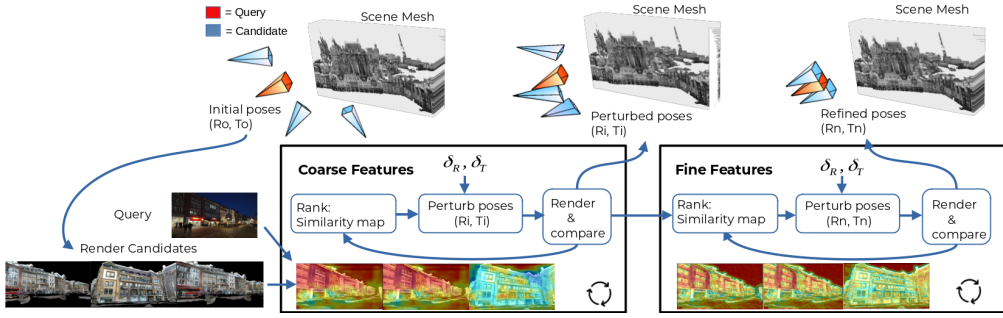 = Query
= Candidate
Scene Mesh
Scene Mesh
Scene Mesh
Initial poses
(Ro, To)
Perturbed poses
(Ri, Ti)
Refined poses
(Rn, Tn)
Coarse Features
δR , δT
Rank:
Similarity map
Perturb poses
(Ri, Ti)
Render
&
compare
Fine Features
δR , δT
Rank:
Similarity map
Perturb poses
(Rn, Tn)
Render
&
compare
Query
Render Candidates